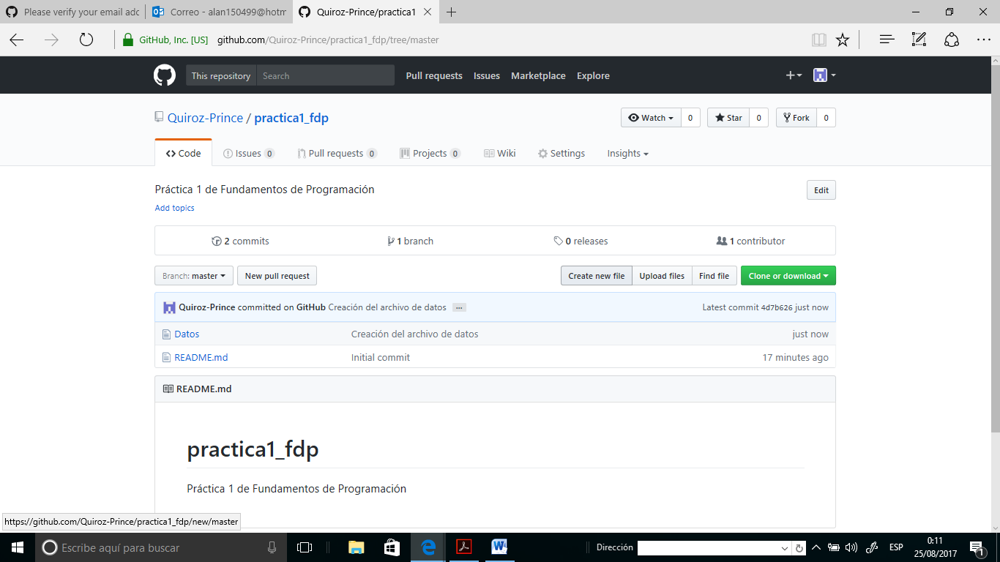 Please verify your email adc
Correo - alan150499@hotm
Quiroz-Prince/practica1
GitHub, Inc. [US] github.com/Quiroz-Prince/practica1_fdp/tree/master
This repository Search Pull requests Issues Marketplace Explore
Quiroz-Prince / practica1_fdp
Watch 0 Star 0 Fork 0
Code Issues 0 Pull requests 0 Projects 0 Wiki Settings Insights
Práctica 1 de Fundamentos de Programación Edit
Add topics
2 commits 1 branch 0 releases 1 contributor
Branch: master New pull request Create new file Upload files Find file Clone or download
Quiroz-Prince committed on GitHub Creación del archivo de datos ... Latest commit 4d7b626 just now
Datos Creación del archivo de datos just now
README.md Initial commit 17 minutes ago
README.md
practica1_fdp
Práctica 1 de Fundamentos de Programación
https://github.com/Quiroz-Prince/practica1_fdp/new/master
Escribe aquí para buscar Dirección ESP 0:11
25/08/2017 1